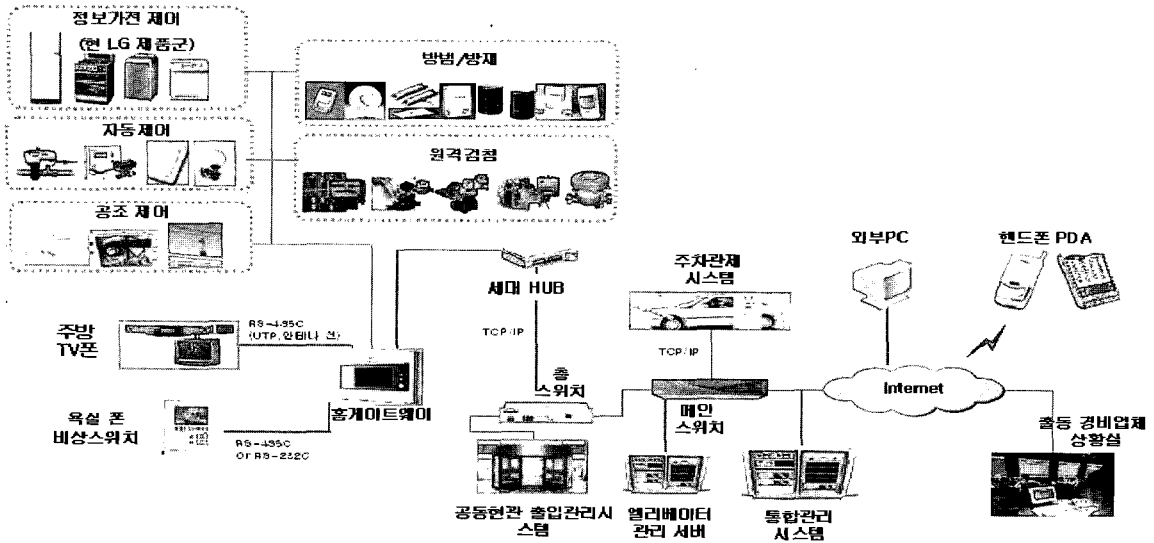 정보가전 제어
(현 LG 제품군)
방범/방재
자동제어
원격검침
공조 제어
외부PC
핸드폰 PDA
주차관제
시스템
세대 HUB
주방
TV폰
RS-485C
(UTP, 안테나 선)
TCP/IP
TCP/IP
층
스위치
Internet
홈게이트웨이
메인
스위치
욕실 폰
비상스위치
RS-485C
Or RS-232C
출동 경비업체
상황실
공동현관 출입관리시
스템
엘리베이터
관리 서버
통합관리
시스템